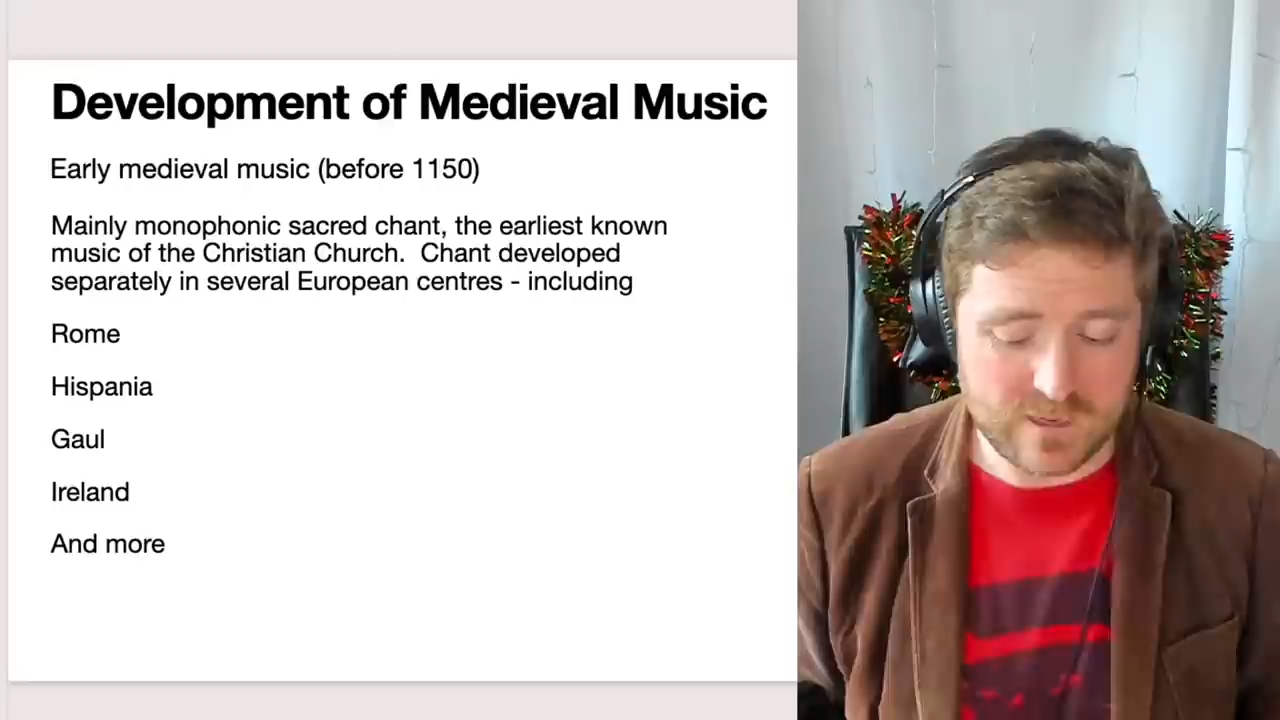 Development of Medieval Music
Early medieval music (before 1150)
Mainly monophonic sacred chant, the earliest known
music of the Christian Church.  Chant developed
separately in several European centres - including
Rome
Hispania
Gaul
Ireland
And more